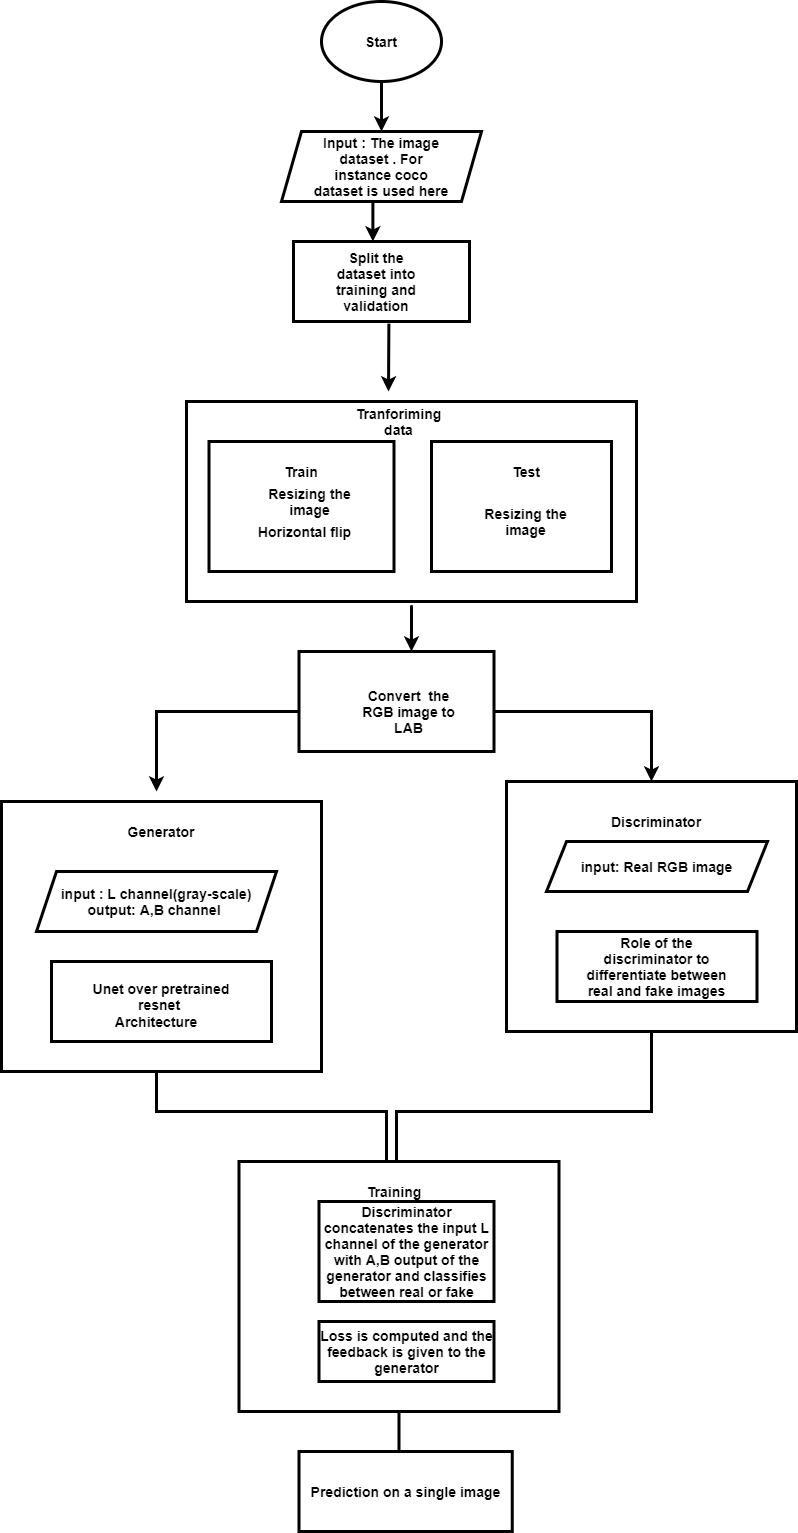 Start
Input : The image
dataset . For
instance coco
dataset is used here
Split the
dataset into
training and
validation
Tranforiming
data
Train
Resizing the
image
Horizontal flip
Test
Resizing the
image
Convert  the
RGB image to
LAB
Generator
input : L channel(gray-scale)
output: A,B channel
Unet over pretrained
resnet
Architecture
Discriminator
input: Real RGB image
Role of the
discriminator to
differentiate between
real and fake images
Training
Discriminator
concatenates the input L
channel of the generator
with A,B output of the
generator and classifies
between real or fake
Loss is computed and the
feedback is given to the
generator
Prediction on a single image